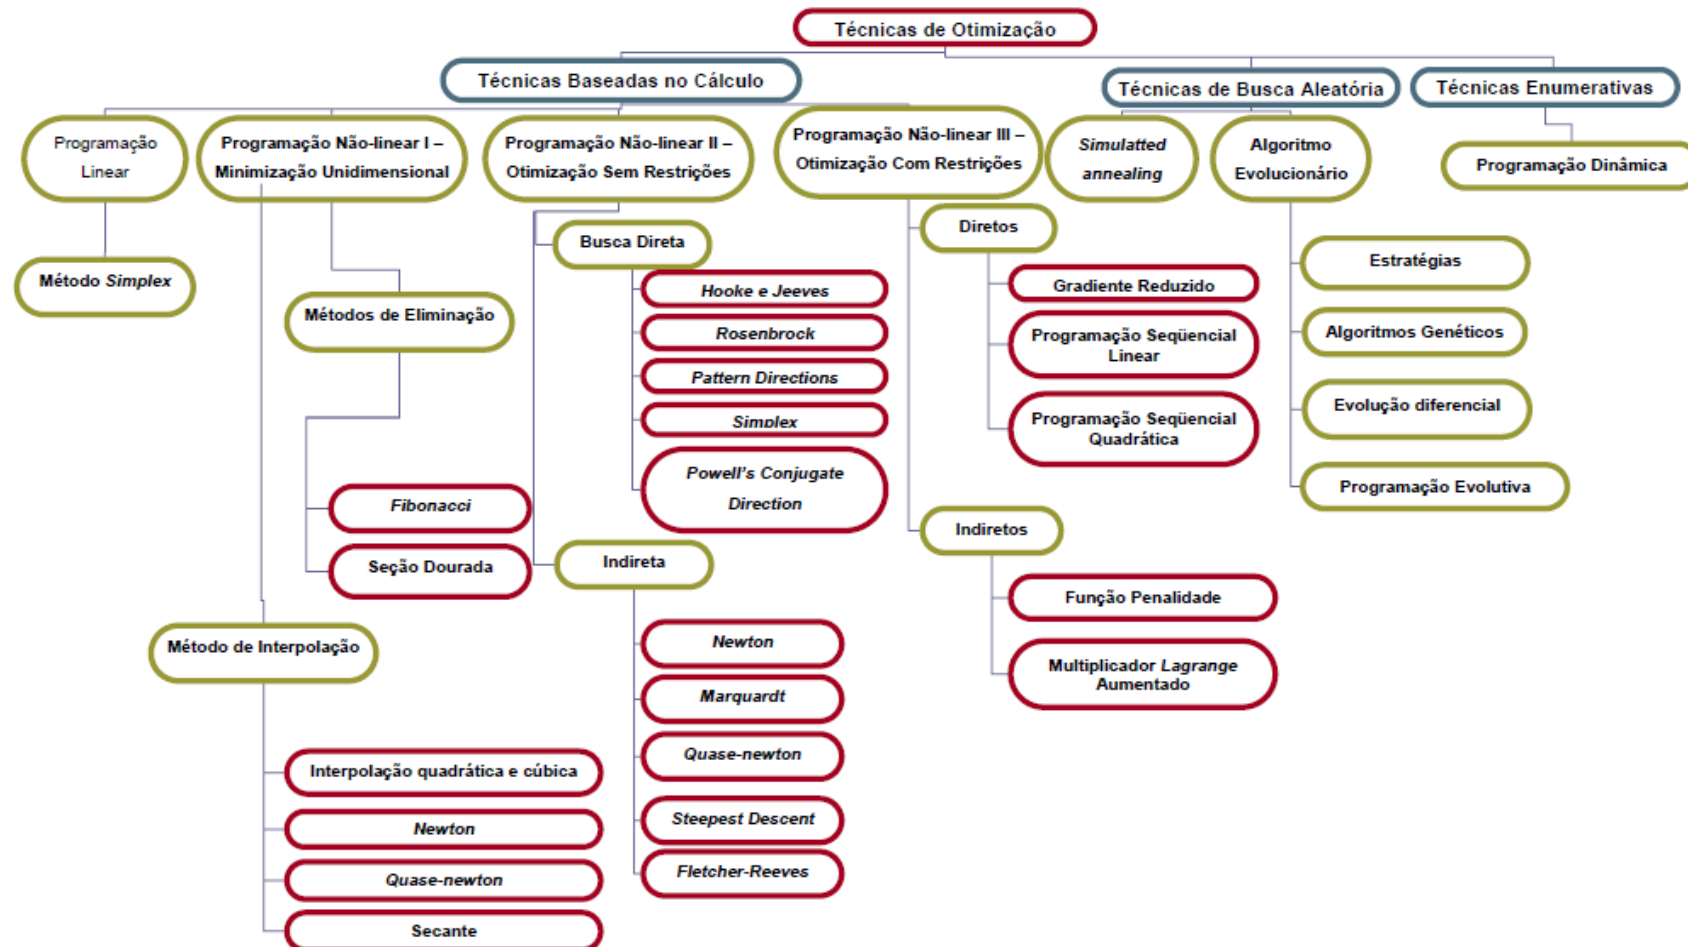 Técnicas de Otimização
Técnicas Baseadas no Cálculo
Técnicas de Busca Aleatória
Técnicas Enumerativas
Programação
Linear
Programação Não-linear I –
Minimização Unidimensional
Programação Não-linear II –
Otimização Sem Restrições
Programação Não-linear III –
Otimização Com Restrições
Simulatted
annealing
Algoritmo
Evolucionário
Programação Dinâmica
Método Simplex
Métodos de Eliminação
Fibonacci
Seção Dourada
Método de Interpolação
Interpolação quadrática e cúbica
Newton
Quase-newton
Secante
Busca Direta
Hooke e Jeeves
Rosenbrock
Pattern Directions
Simplex
Powell's Conjugate
Direction
Indireta
Newton
Marquardt
Quase-newton
Steepest Descent
Fletcher-Reeves
Diretos
Gradiente Reduzido
Programação Seqüencial
Linear
Programação Seqüencial
Quadrática
Indiretos
Função Penalidade
Multiplicador Lagrange
Aumentado
Estratégias
Algoritmos Genéticos
Evolução diferencial
Programação Evolutiva